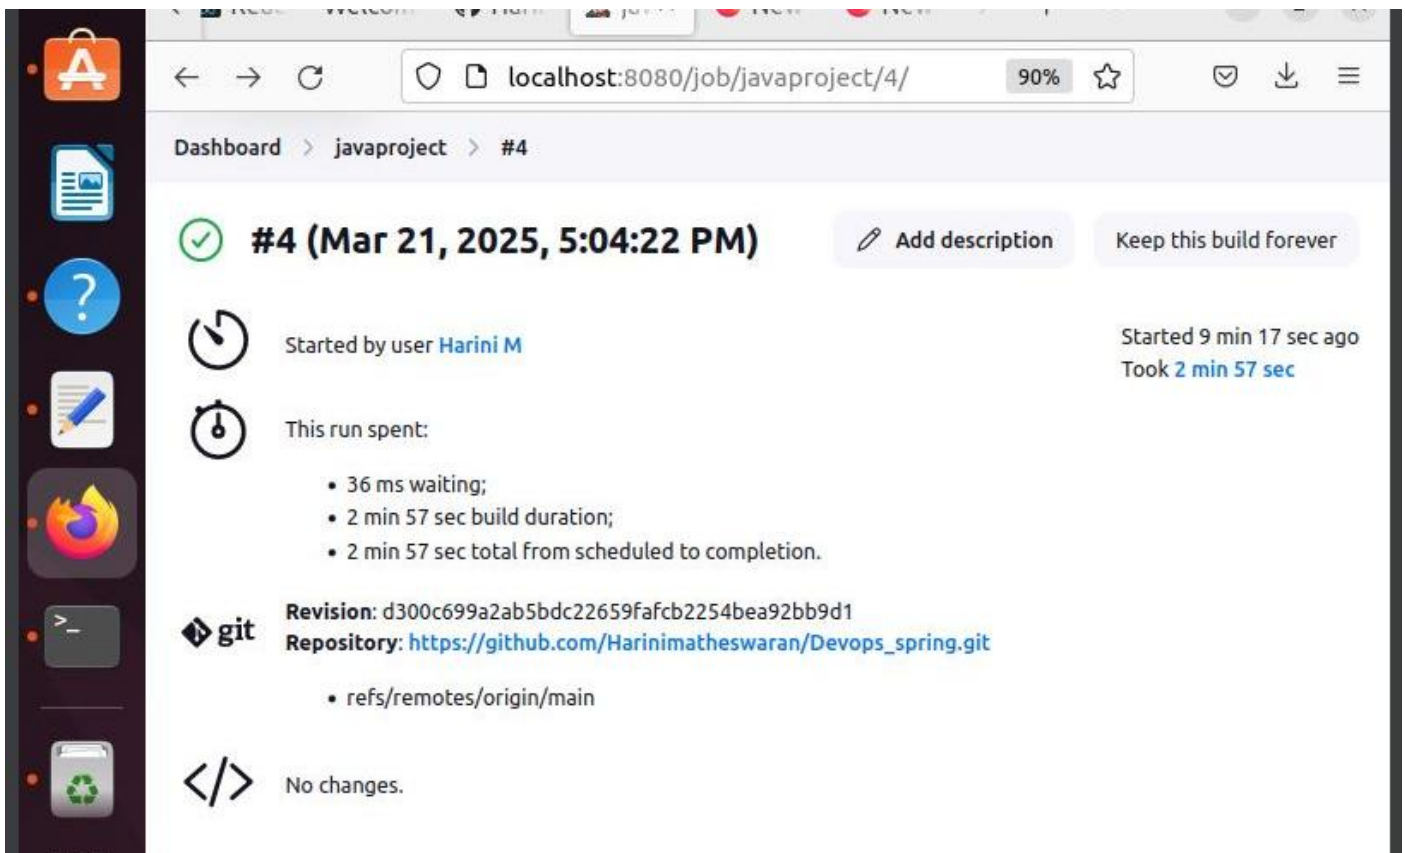 localhost:8080/job/javaproject/4/ 90%
Dashboard > javaproject > #4
#4 (Mar 21, 2025, 5:04:22 PM) Add description Keep this build forever
Started by user Harini M
Started 9 min 17 sec ago
Took 2 min 57 sec
This run spent:
• 36 ms waiting;
• 2 min 57 sec build duration;
• 2 min 57 sec total from scheduled to completion.
git
Revision: d300c699a2ab5bdc22659fafcb2254bea92bb9d1
Repository: https://github.com/Harinimatheswaran/Devops_spring.git
• refs/remotes/origin/main
</> No changes.